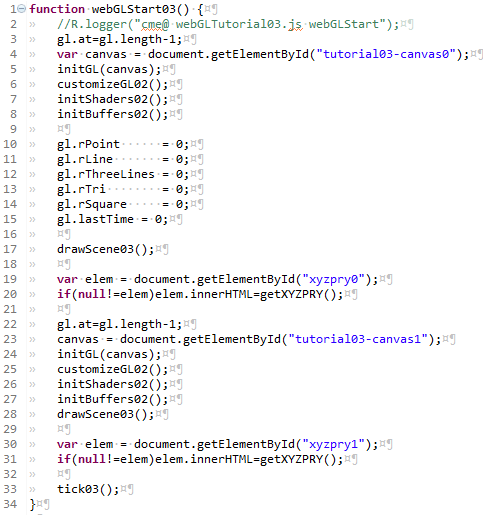 1 function webGLStart03() {
2 //R.logger("cme@ webGLTutorial03.js webGLStart");
3 gl.at=gl.length-1;
4 var canvas = document.getElementById("tutorial03-canvas0");
5 initGL(canvas);
6 customizeGL02();
7 initShaders02();
8 initBuffers02();
9
10 gl.rPoint = 0;
11 gl.rLine = 0;
12 gl.rThreeLines = 0;
13 gl.rTri = 0;
14 gl.rSquare = 0;
15 gl.lastTime = 0;
16
17 drawScene03();
18
19 var elem = document.getElementById("xyzpry0");
20 if(null!=elem)elem.innerHTML=getXYZPRY();
21
22 gl.at=gl.length-1;
23 canvas = document.getElementById("tutorial03-canvas1");
24 initGL(canvas);
25 customizeGL02();
26 initShaders02();
27 initBuffers02();
28 drawScene03();
29
30 var elem = document.getElementById("xyzpry1");
31 if(null!=elem)elem.innerHTML=getXYZPRY();
32
33 tick03();
34 }